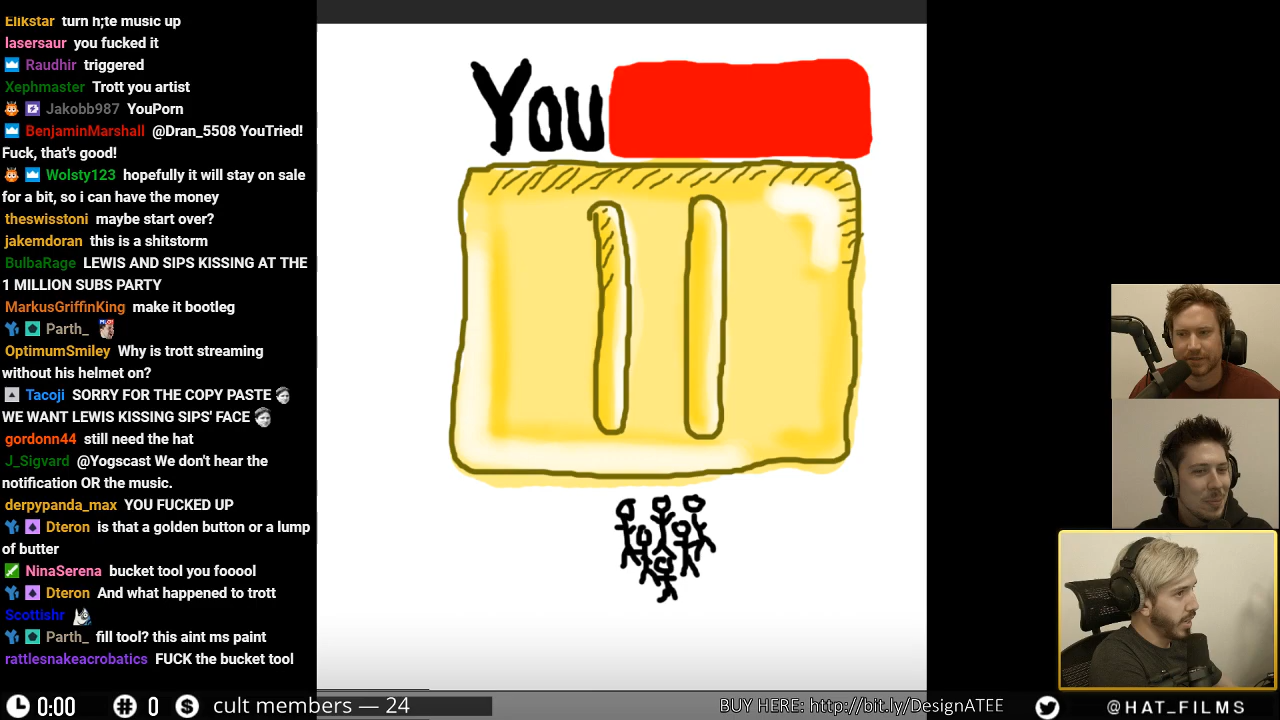 Elikstar turn h;te music up
lasersaur you fucked it
Raudhir triggered
Xephmaster Trott you artist
Jakobb987 YouPorn
BenjaminMarshall @Dran_5508 YouTried!
Fuck, that's good!
Wolsty123 hopefully it will stay on sale
for a bit, so i can have the money
theswisstoni maybe start over?
jakemdoran this is a shitstorm
BulbaRage LEWIS AND SIPS KISSING AT THE
1 MILLION SUBS PARTY
MarkusGriffinKing make it bootleg
Parth_
OptimumSmiley Why is trott streaming
without his helmet on?
Tacoji SORRY FOR THE COPY PASTE
WE WANT LEWIS KISSING SIPS' FACE
gordonn44 still need the hat
J_Sigvard @Yogscast We don't hear the
notification OR the music.
derpypanda_max YOU FUCKED UP
Dteron is that a golden button or a lump
of butter
NinaSerena bucket tool you fooool
Dteron And what happened to trott
Scottishr
Parth_ fill tool? this aint ms paint
rattlesnakeacrobatics FUCK the bucket tool
You
0:00 # 0 $ cult members — 24
BUY HERE: http://bit.ly/DesignATEE
@HAT_FILMS